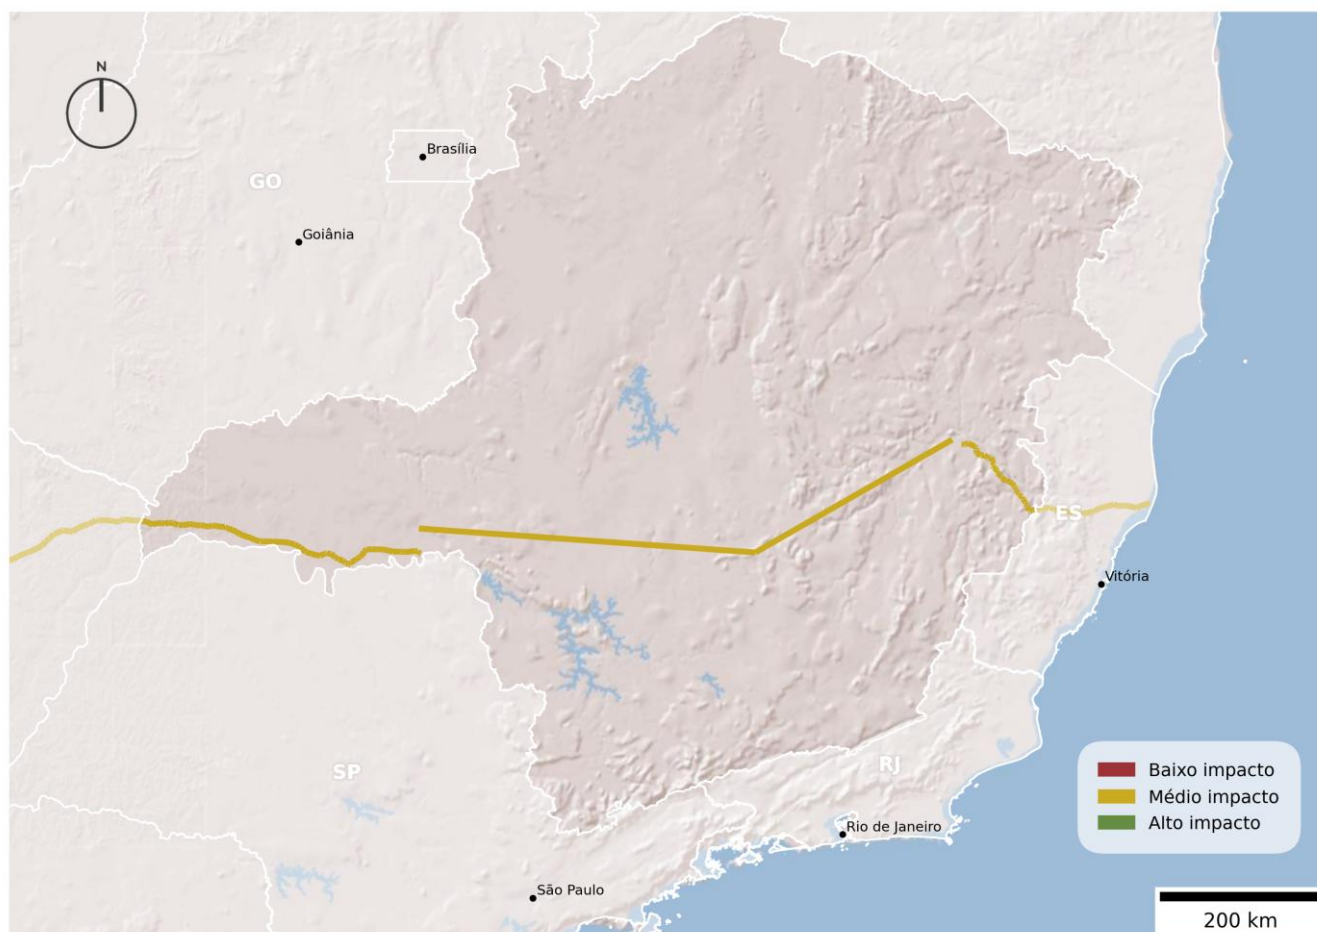 N
Brasília
GO
Goiânia
ES
Vitória
SP
RJ
Rio de Janeiro
São Paulo
Baixo impacto
Médio impacto
Alto impacto
200 km